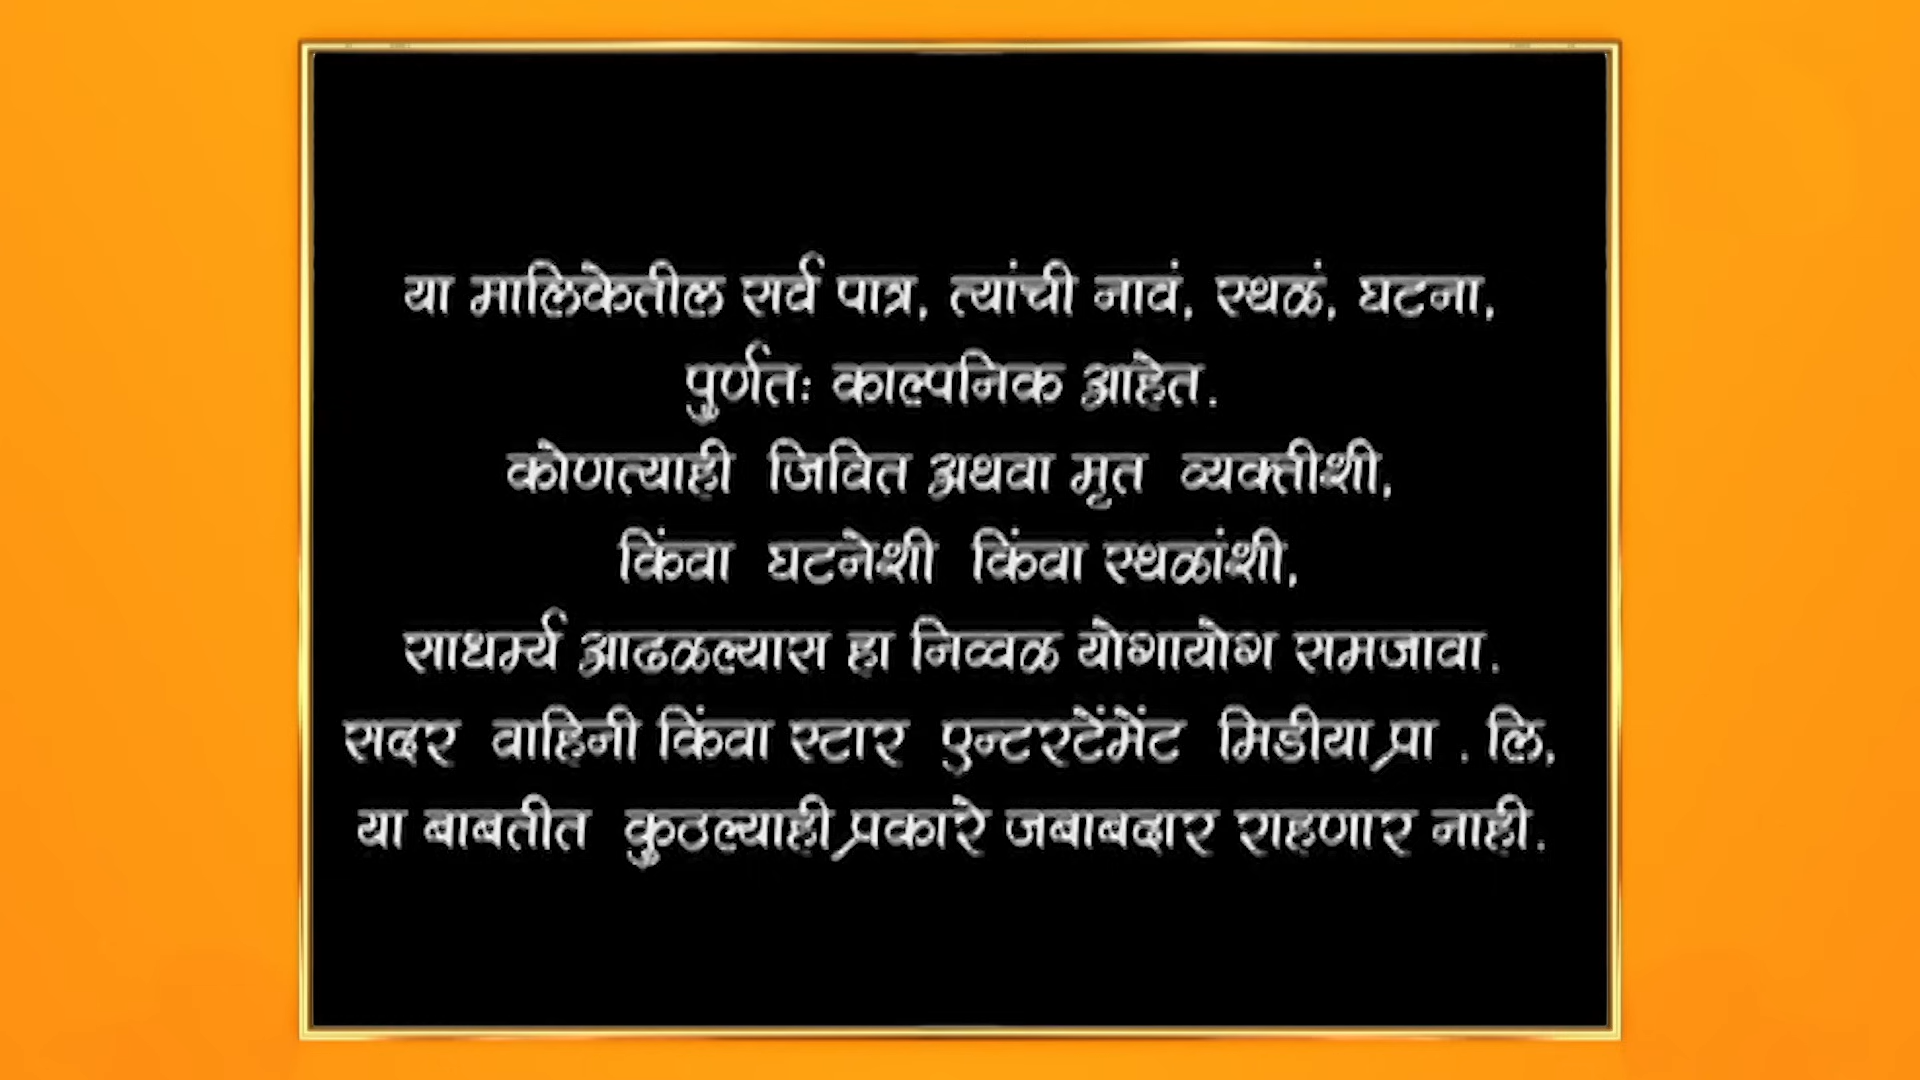 या मालिकेतील सर्व पात्र, त्यांची नावं, स्थळं, घटना,
पुर्णतः काल्पनिक आहेत.
कोणत्याही जिवित अथवा मृत व्यक्तीशी,
किंवा घटनेशी किंवा स्थळांशी,
साधर्म्य आढळल्यास हा निव्वळ योगायोग समजावा.
सदर वाहिनी किंवा स्टार एन्टरटेंमेंट मिडीया प्रा . लि,
या बाबतीत कुठल्याही प्रकारे जबाबदार राहणार नाही.